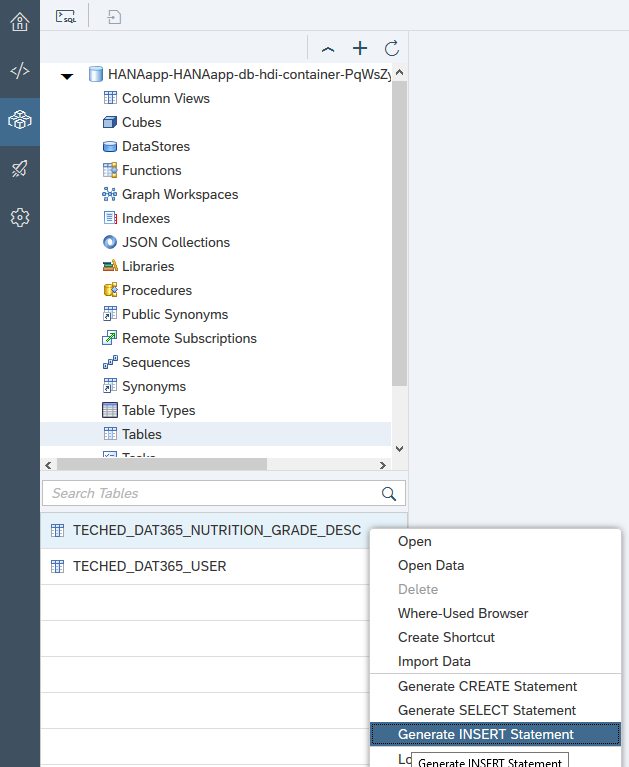 SQL
HANAapp-HANAapp-db-hdi-container-PqWsZy
Column Views
Cubes
DataStores
Functions
Graph Workspaces
Indexes
JSON Collections
Libraries
Procedures
Public Synonyms
Remote Subscriptions
Sequences
Synonyms
Table Types
Tables
Search Tables
TECHED_DAT365_NUTRITION_GRADE_DESC
TECHED_DAT365_USER
Open
Open Data
Delete
Where-Used Browser
Create Shortcut
Import Data
Generate CREATE Statement
Generate SELECT Statement
Generate INSERT Statement
Generate INSERT Statement